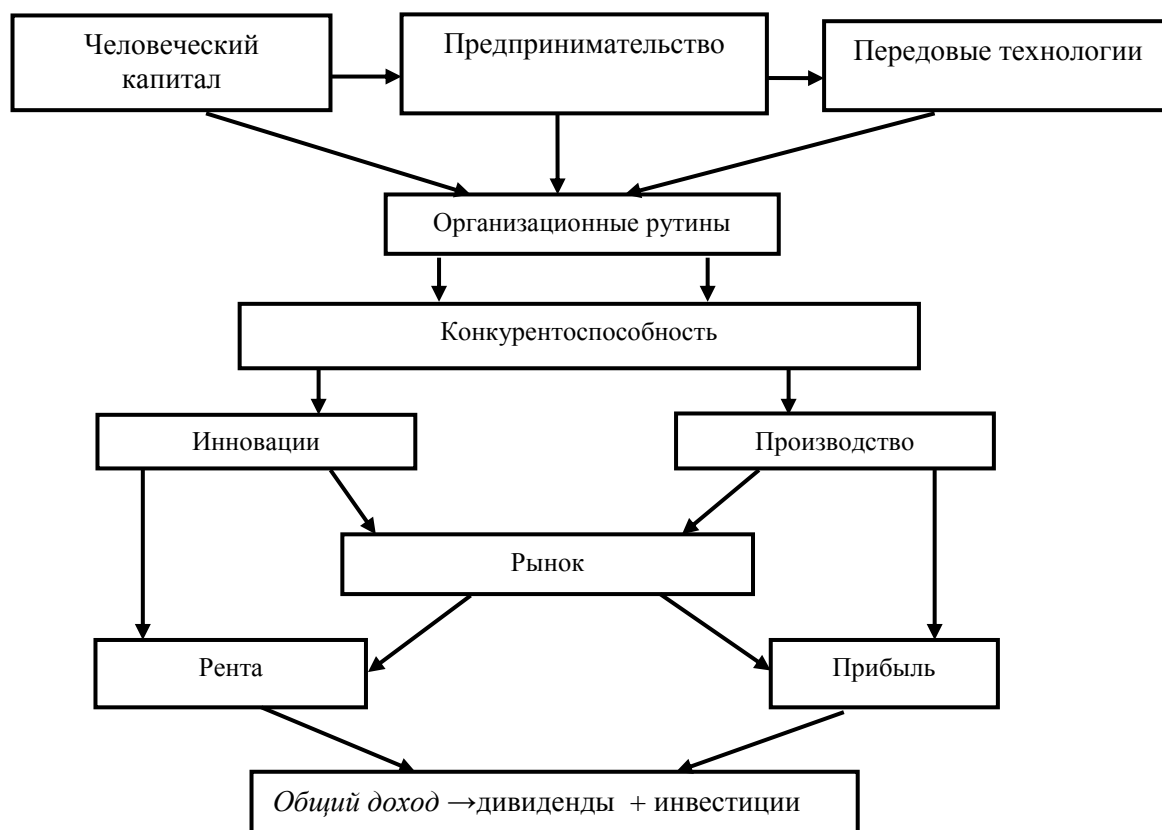 Человеческий
капитал
Предпринимательство
Передовые технологии
Организационные рутины
Конкурентоспособность
Инновации
Производство
Рынок
Рента
Прибыль
Общий доход →дивиденды + инвестиции